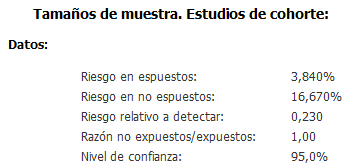 Tamaños de muestra. Estudios de cohorte:
Datos:
Riesgo en espuestos: 3,840%
Riesgo en no espuestos: 16,670%
Riesgo relativo a detectar: 0,230
Razón no expuestos/expuestos: 1,00
Nivel de confianza: 95,0%